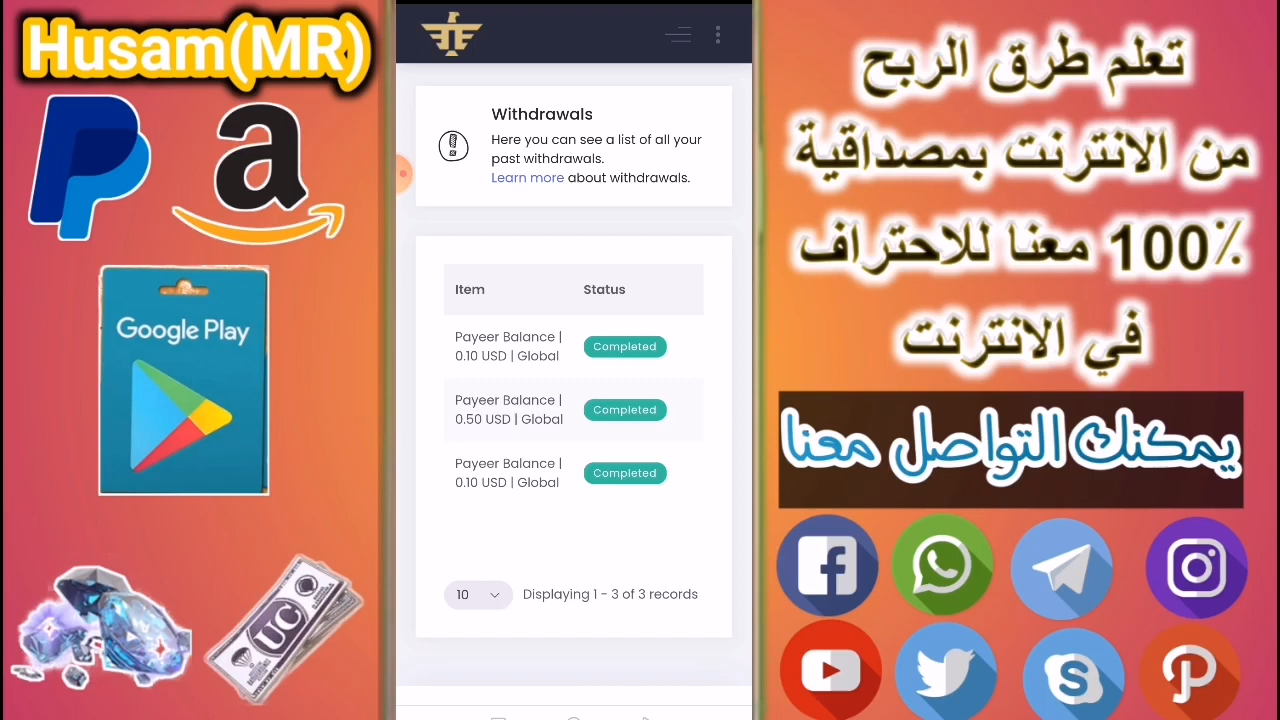 Husam(MR)
Google Play
UC
Withdrawals
Here you can see a list of all your
past withdrawals.
Learn more about withdrawals.
Item Status
Payeer Balance |
0.10 USD | Global
Completed
Payeer Balance |
0.50 USD | Global
Completed
Payeer Balance |
0.10 USD | Global
Completed
10
Displaying 1 - 3 of 3 records
تعلم طرق الربح
من الانترنت بمصداقية
100٪ معنا للاحتراف
في الانترنت
يمكنك التواصل معنا